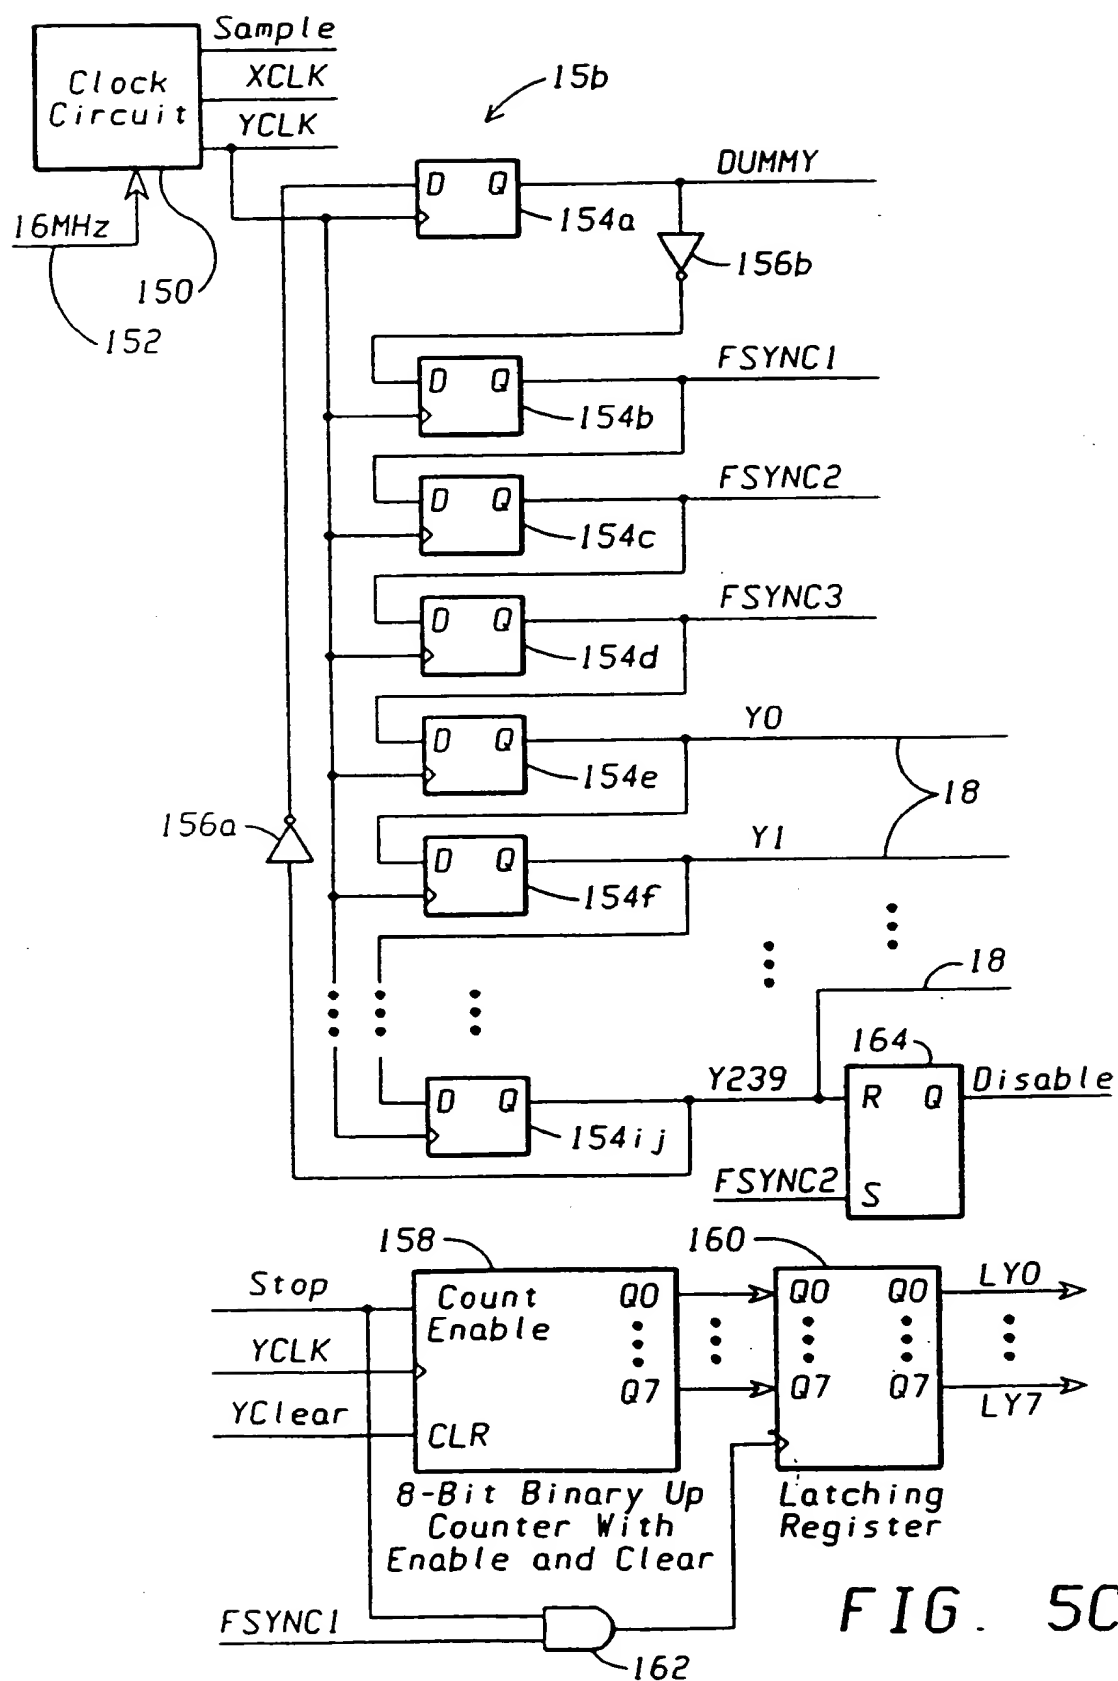 Sample
Clock
Circuit
XCLK
YCLK
15b
16MHz
150
152
D Q
154a
DUMMY
156b
D Q
154b
FSYNC1
D Q
154c
FSYNC2
D Q
154d
FSYNC3
D Q
154e
Y0
18
156a
D Q
154f
Y1
18
D Q
154ij
Y239
164
R Q
Disable
FSYNC2
S
158
160
Stop
Count
Enable
Q0
Q0 Q0
LY0
YCLK
Q7
Q7 Q7
LY7
YClear
CLR
8-Bit Binary Up
Counter With
Enable and Clear
Latching
Register
FSYNC1
162
FIG. 5C